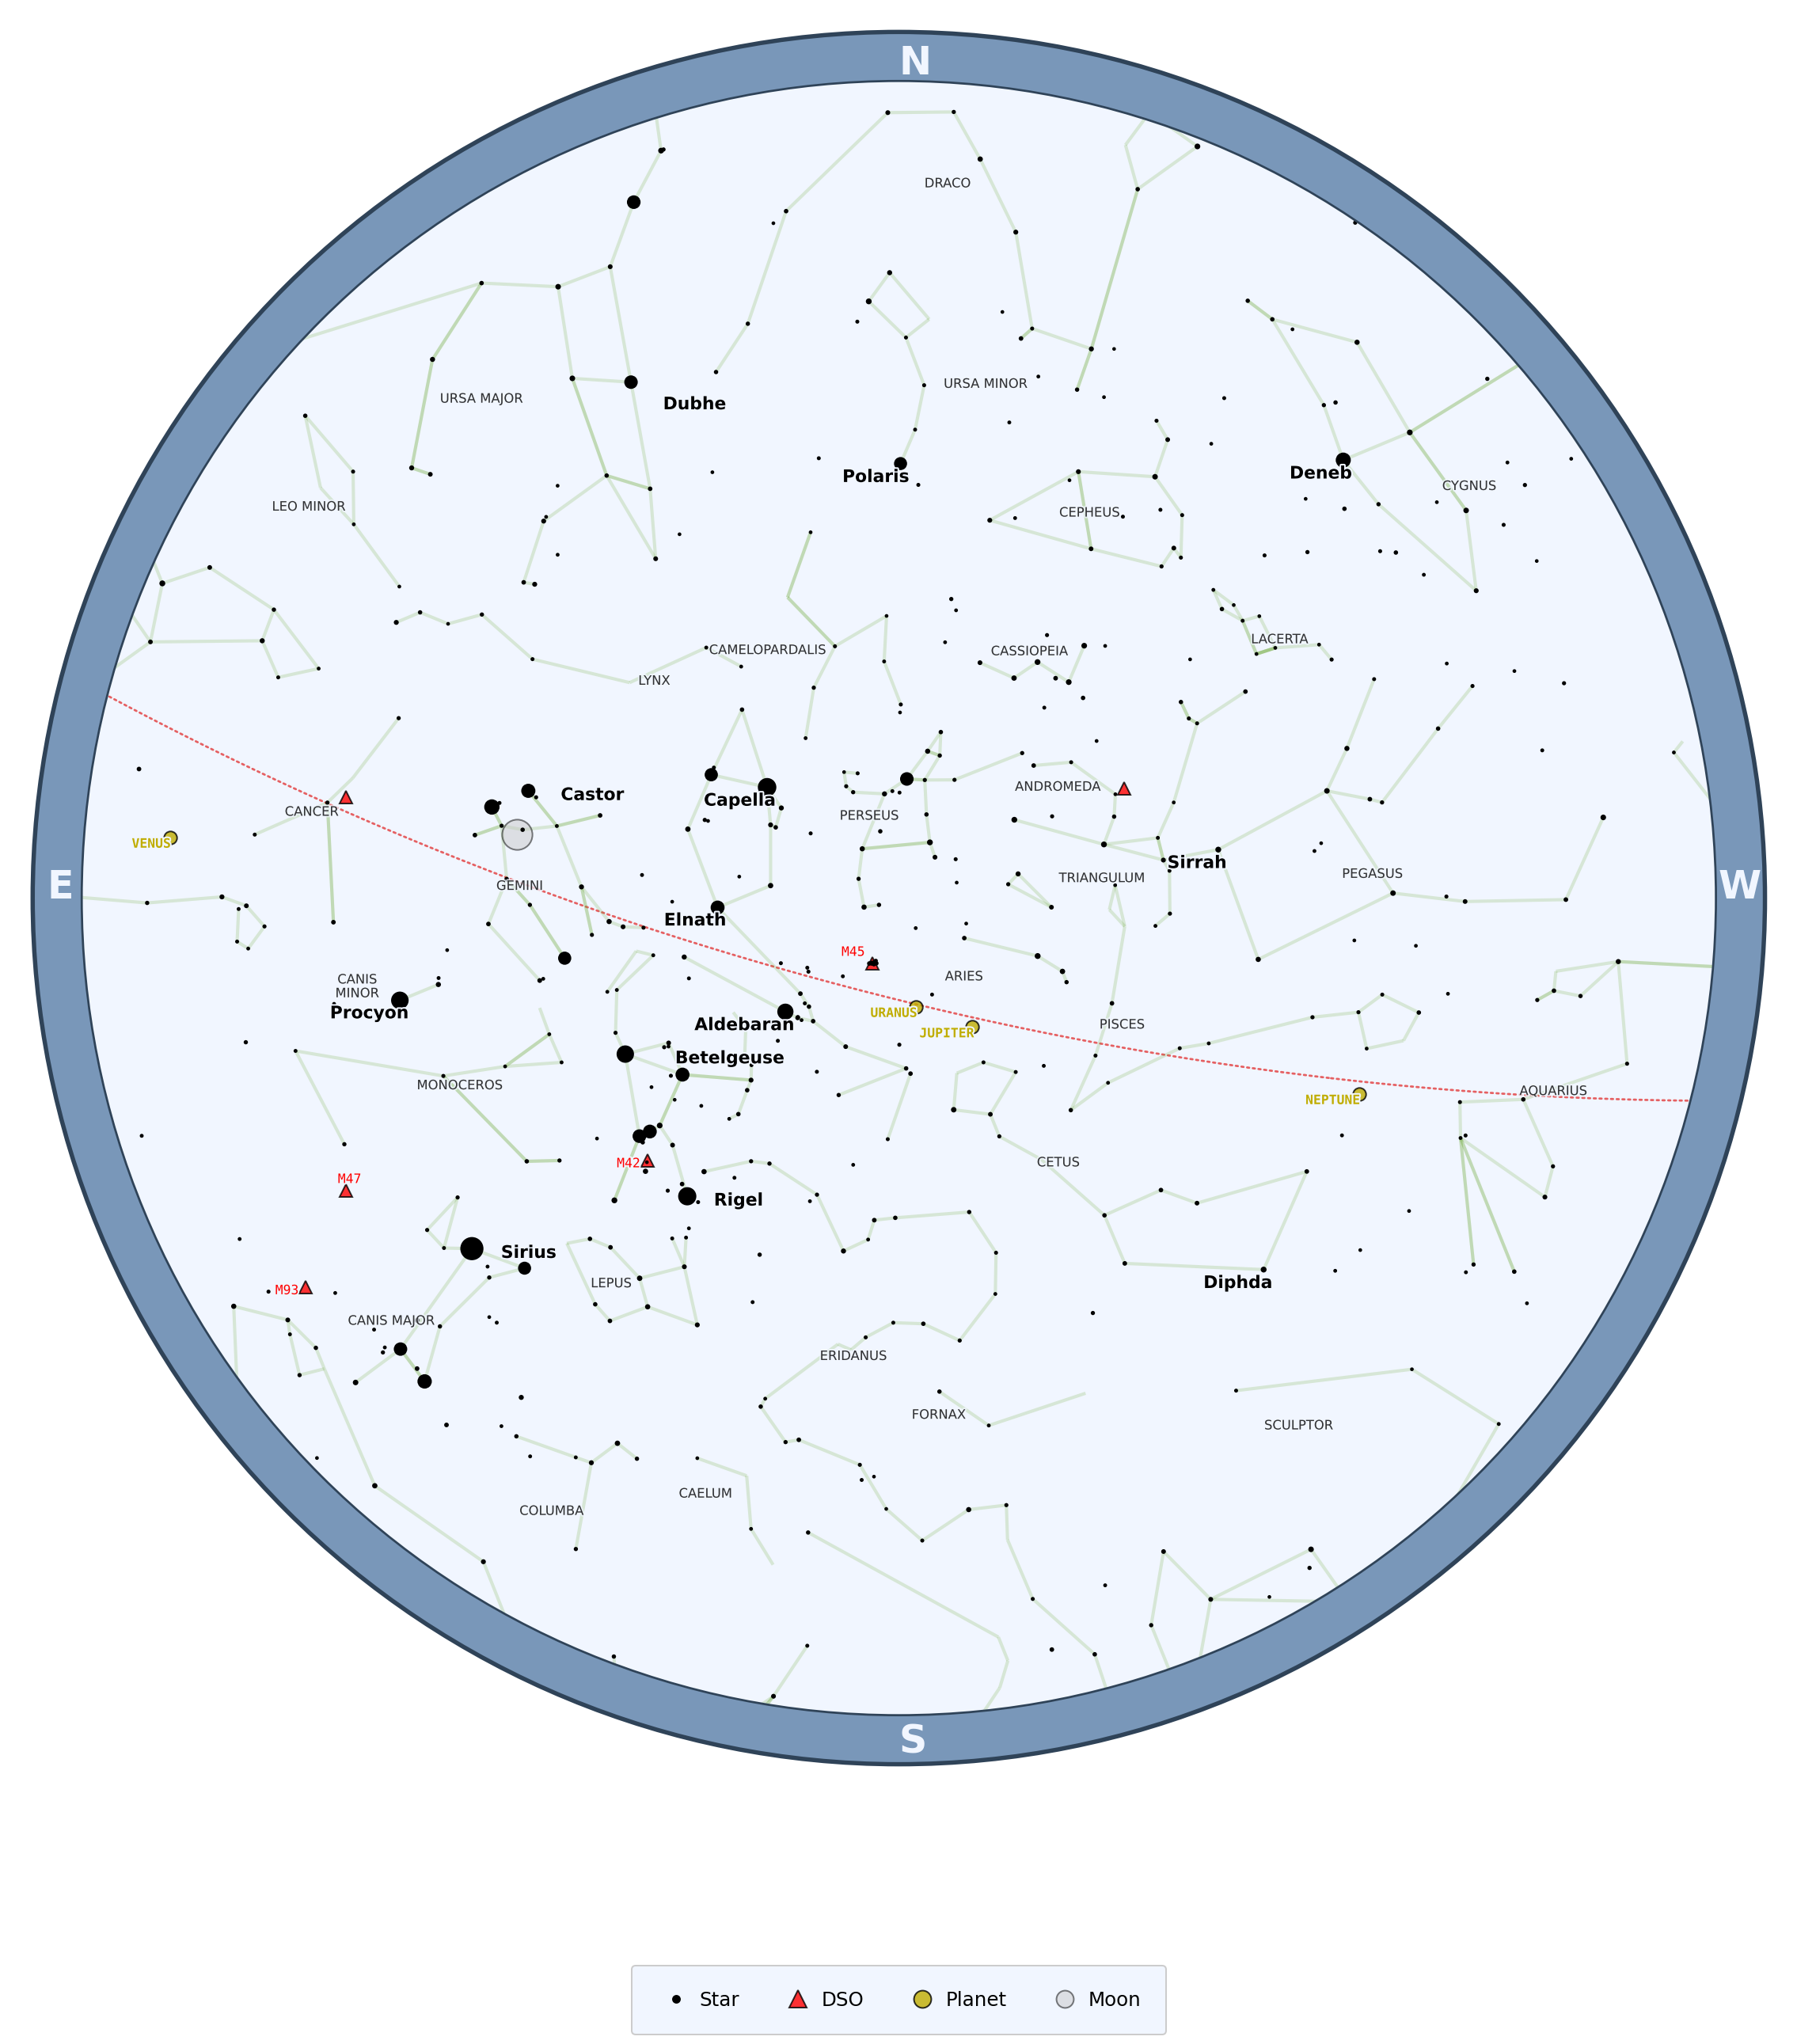 N
DRACO
URSA MINOR
URSA MAJOR
Dubhe
Polaris
Deneb
CYGNUS
LEO MINOR
CEPHEUS
LACERTA
CAMELOPARDALIS
CASSIOPEIA
LYNX
ANDROMEDA
Castor
Capella
CANCER
PERSEUS
VENUS
Sirrah
PEGASUS
TRIANGULUM
E
W
GEMINI
Elnath
M45
ARIES
CANIS
MINOR
Procyon
URANUS
Aldebaran
PISCES
JUPITER
Betelgeuse
MONOCEROS
AQUARIUS
NEPTUNE
M42
CETUS
M47
Rigel
Sirius
LEPUS
Diphda
M93
CANIS MAJOR
ERIDANUS
FORNAX
SCULPTOR
CAELUM
COLUMBA
S
Star DSO Planet Moon